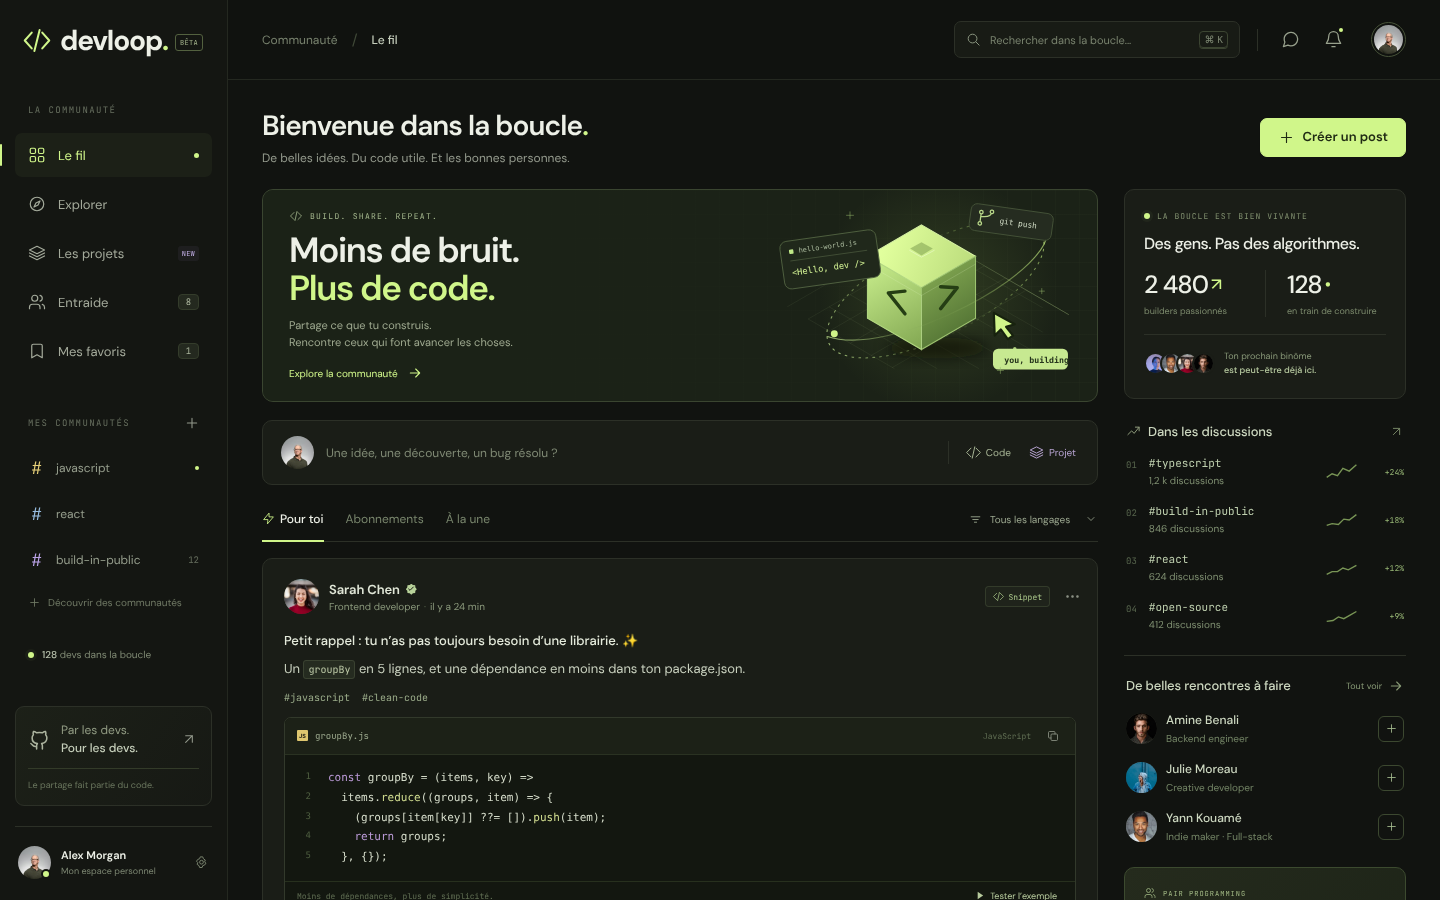 devloop. BÊTA
LA COMMUNAUTÉ
Le fil
Explorer
Les projets NEW
Entraide 8
Mes favoris 1
MES COMMUNAUTÉS
# javascript
# react
# build-in-public 12
Découvrir des communautés
128 devs dans la boucle
Par les devs.
Pour les devs.
Le partage fait partie du code.
Alex Morgan
Mon espace personnel
Communauté / Le fil
Rechercher dans la boucle... ⌘ K
Bienvenue dans la boucle.
De belles idées. Du code utile. Et les bonnes personnes.
Créer un post
BUILD. SHARE. REPEAT.
Moins de bruit.
Plus de code.
Partage ce que tu construis.
Rencontre ceux qui font avancer les choses.
Explore la communauté
hello-world.js
<Hello, dev />
git push
you, building
Une idée, une découverte, un bug résolu ?
Code
Projet
Pour toi
Abonnements
À la une
Tous les langages
Sarah Chen
Frontend developer · il y a 24 min
Snippet
Petit rappel : tu n’as pas toujours besoin d’une librairie. ✨
Un groupBy en 5 lignes, et une dépendance en moins dans ton package.json.
#javascript #clean-code
JS groupBy.js
JavaScript
1 const groupBy = (items, key) =>
2 items.reduce((groups, item) => {
3 (groups[item[key]] ??= []).push(item);
4 return groups;
5 }, {});
Moins de dépendances, plus de simplicité.
Tester l’exemple
LA BOUCLE EST BIEN VIVANTE
Des gens. Pas des algorithmes.
2 480
builders passionnés
128
en train de construire
Ton prochain binôme
est peut-être déjà ici.
Dans les discussions
01 #typescript
1,2 k discussions
+24%
02 #build-in-public
846 discussions
+18%
03 #react
624 discussions
+12%
04 #open-source
412 discussions
+9%
De belles rencontres à faire
Tout voir
Amine Benali
Backend engineer
Julie Moreau
Creative developer
Yann Kouamé
Indie maker · Full-stack
PAIR PROGRAMMING